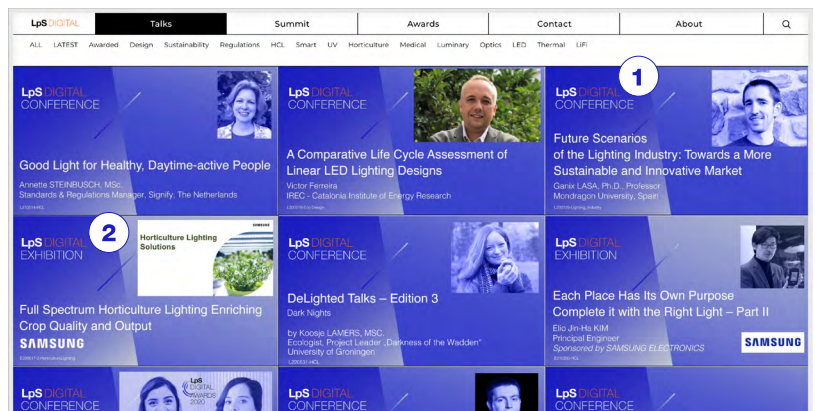 LpS DIGITAL
Talks
Summit
Awards
Contact
About
ALL LATEST Awarded Design Sustainability Regulations HCL Smart UV Horticulture Medical Luminary Optics LED Thermal LiFi
LpS DIGITAL
CONFERENCE
Good Light for Healthy, Daytime-active People
Annette STEINBUSCH, MSc.
Standards & Regulations Manager, Signify. The Netherlands
LpS DIGITAL
CONFERENCE
A Comparative Life Cycle Assessment of
Linear LED Lighting Designs
Victor Ferreira
IREC - Catalonia Institute of Energy Research
1
LpS DIGITAL
CONFERENCE
Future Scenarios
of the Lighting Industry: Towards a More
Sustainable and Innovative Market
Ganix LASA, Ph.D., Professor
Mondragon University, Spain
2
LpS DIGITAL
EXHIBITION
SAMSUNG
Horticulture Lighting
Solutions
Full Spectrum Horticulture Lighting Enriching
Crop Quality and Output
SAMSUNG
LpS DIGITAL
CONFERENCE
DeLighted Talks – Edition 3
Dark Nights
by Koosje LAMERS, MSC.
Ecologist, Project Leader „Darkness of the Wadden"
University of Groningen
LpS DIGITAL
EXHIBITION
Each Place Has Its Own Purpose
Complete it with the Right Light – Part II
Elio Jin-Ha KIM
Principal Engineer
Sponsored by SAMSUNG ELECTRONICS
SAMSUNG
LpS DIGITAL
CONFERENCE
LpS
DIGITAL
AWARDS
2020
LpS DIGITAL
CONFERENCE
LpS DIGITAL
CONFERENCE